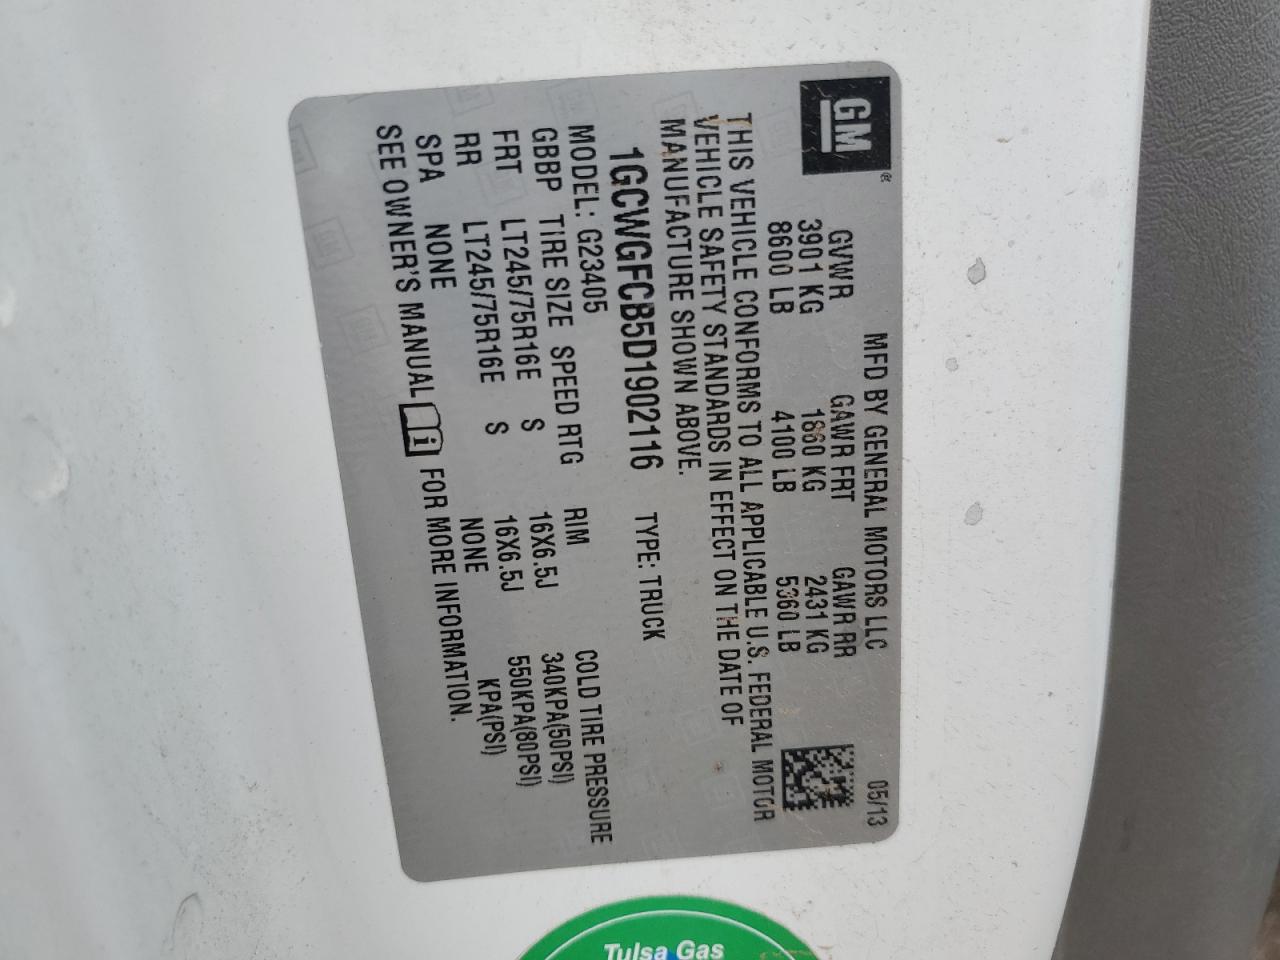 GM
®
MFD BY GENERAL MOTORS LLC 05/13
GVWR GAWR FRT GAWR RR
3901 KG 1860 KG 2431 KG
8600 LB 4100 LB 5360 LB
THIS VEHICLE CONFORMS TO ALL APPLICABLE U.S. FEDERAL MOTOR
VEHICLE SAFETY STANDARDS IN EFFECT ON THE DATE OF
MANUFACTURE SHOWN ABOVE.
1GCWGFCB5D1902116 TYPE: TRUCK
MODEL: G23405
GBBP TIRE SIZE SPEED RTG RIM COLD TIRE PRESSURE
FRT LT245/75R16E S 16X6.5J 340KPA(50PSI)
RR LT245/75R16E S 16X6.5J 550KPA(80PSI)
SPA NONE NONE KPA(PSI)
SEE OWNER'S MANUAL i FOR MORE INFORMATION.
Tulsa Gas